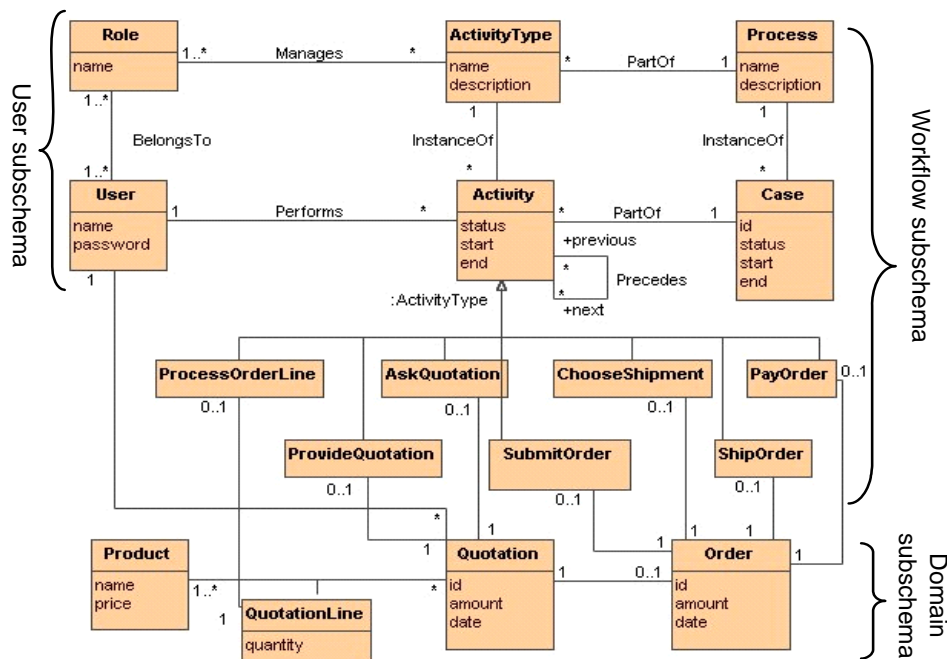 Role
name
1..*
Manages
*
ActivityType
name
description
*
PartOf
1
Process
name
description
1..*
BelongsTo
1..*
1
InstanceOf
*
1
InstanceOf
*
User
name
password
1
Performs
*
Activity
status
start
end
*
PartOf
1
Case
id
status
start
end
+previous
*
Precedes
*
+next
1
:ActivityType
ProcessOrderLine
0..1
AskQuotation
0..1
ChooseShipment
0..1
PayOrder
0..1
ProvideQuotation
0..1
SubmitOrder
0..1
ShipOrder
0..1
*
1
1
1
1
1
1
Product
name
price
1..*
*
Quotation
id
amount
date
1
0..1
Order
id
amount
date
1
QuotationLine
quantity
User subschema
Workflow subschema
Domain
subschema